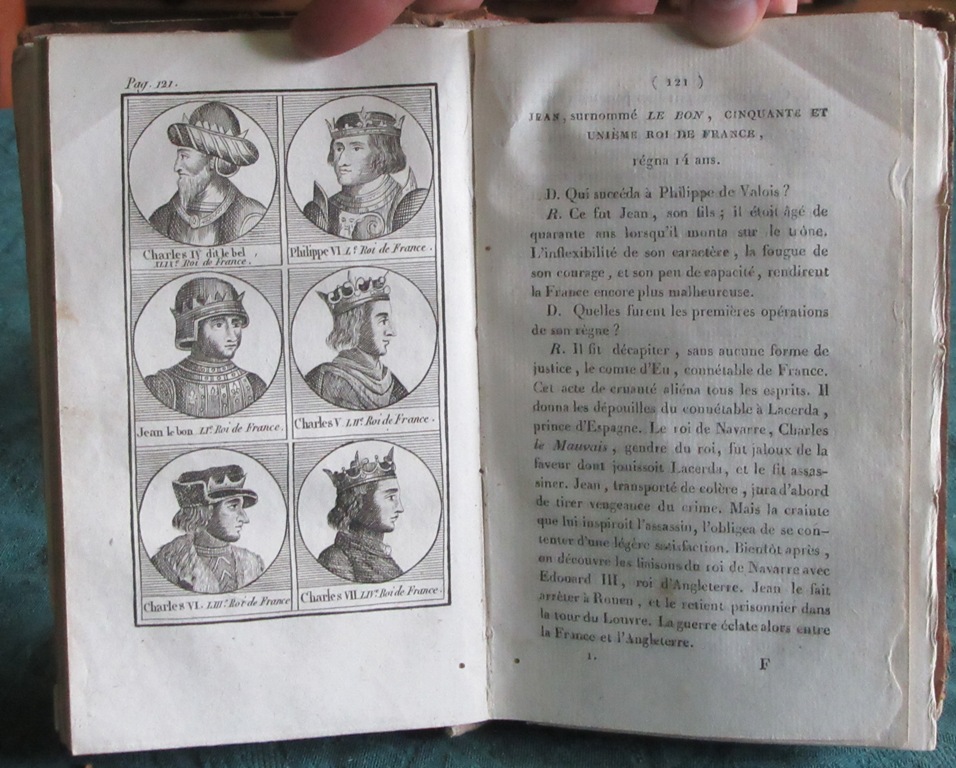 Pag. 121.
Charles IV dit le bel,
XLIX.e Roi de France.
Philippe VI. L.e Roi de France.
Jean le bon. LI.e Roi de France.
Charles V. LII.e Roi de France.
Charles VI. LIII.e Roi de France
Charles VII. LIV.e Roi de France.
( 121 )
JEAN, surnommé LE BON, CINQUANTE ET
UNIÈME ROI DE FRANCE,
régna 14 ans.
D. Qui succéda à Philippe de Valois ?
R. Ce fot Jean, son fils ; il étoit âgé de
quarante ans lorsqu'il monta sur le trône.
L'inflexibilité de son caractère, la fougue de
son courage, et son peu de capacité, rendirent
la France encore plus malheureuse.
D. Quelles furent les premières opérations
de son règne ?
R. Il fit décapiter, sans aucune forme de
justice, le comte d'Eu, connétable de France.
Cet acte de cruauté aliéna tous les esprits. Il
donna les dépouilles du connétable à Lacerda,
prince d'Espagne. Le roi de Navarre, Charles
le Mauvais, gendre du roi, fut jaloux de la
faveur dont jouissoit Lacerda, et le fit assas-
siner. Jean, transporté de colère, jura d'abord
de tirer vengeance du crime. Mais la crainte
que lui inspiroit l'assassin, l'obligea de se con-
tenter d'une légère satisfaction. Bientôt après,
on découvre les liaisons du roi de Navarre avec
Edouard III, roi d'Angleterre. Jean le fait
arrêter à Rouen, et le retient prisonnier dans
la tour du Louvre. La guerre éclate alors entre
la France et l'Angleterre.
1.
F